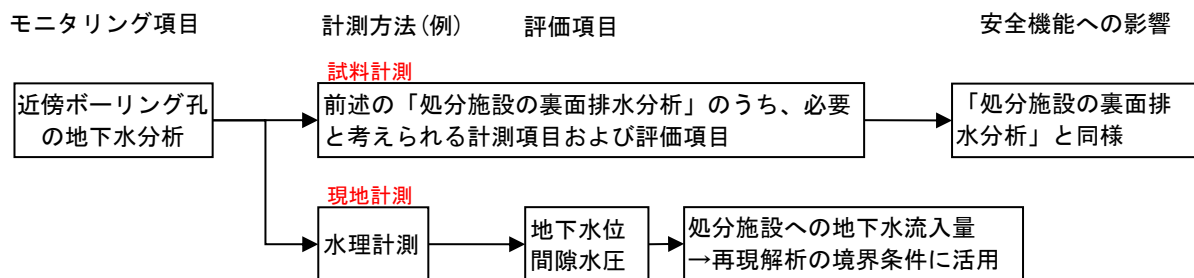 モニタリング項目 計測方法(例) 評価項目 安全機能への影響
試料計測
近傍ボーリング孔
の地下水分析
前述の「処分施設の裏面排水分析」のうち、必要
と考えられる計測項目および評価項目
「処分施設の裏面排
水分析」と同様
現地計測
水理計測
地下水位
間隙水圧
処分施設への地下水流入量
→再現解析の境界条件に活用